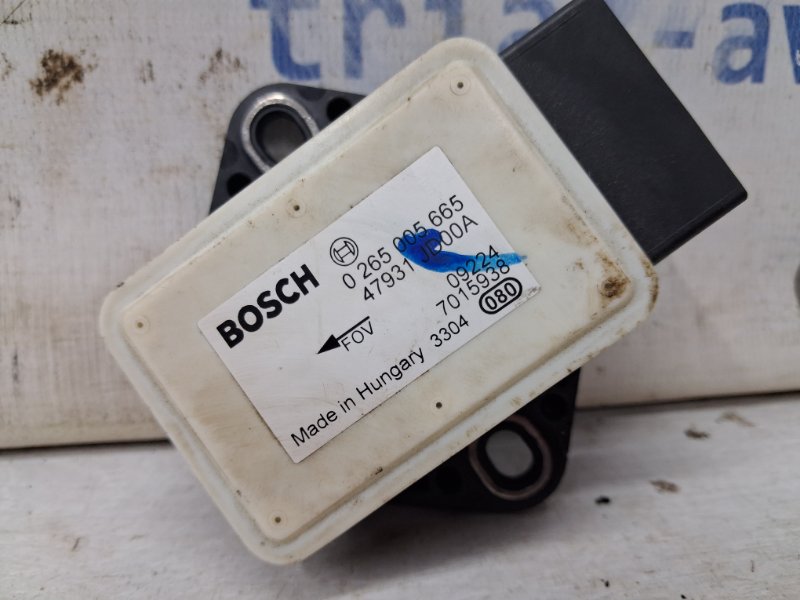 BOSCH
0 265 005 665
47931 JD00A
09224
7015938
FOV
Made in Hungary 3304
080